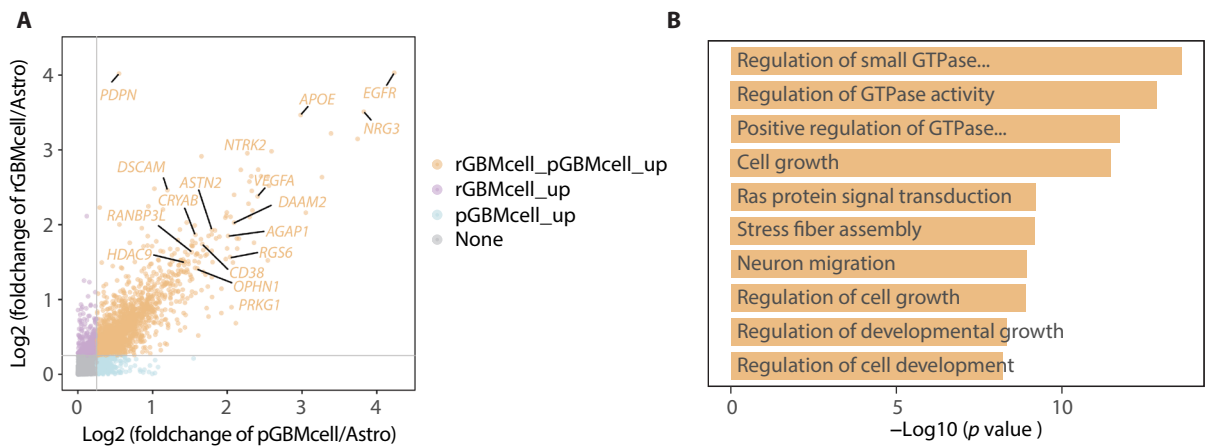 A
Log2 (foldchange of rGBMcell/Astro)
4
3
2
1
0
PDPN
EGFR
APOE
NRG3
NTRK2
DSCAM
ASTN2
VEGFA
CRYAB
DAAM2
RANBP3L
AGAP1
HDAC9
RGS6
CD38
OPHN1
PRKG1
0 1 2 3 4
Log2 (foldchange of pGBMcell/Astro)
rGBMcell_pGBMcell_up
rGBMcell_up
pGBMcell_up
None
B
Regulation of small GTPase...
Regulation of GTPase activity
Positive regulation of GTPase...
Cell growth
Ras protein signal transduction
Stress fiber assembly
Neuron migration
Regulation of cell growth
Regulation of developmental growth
Regulation of cell development
0 5 10
−Log10 (p value )